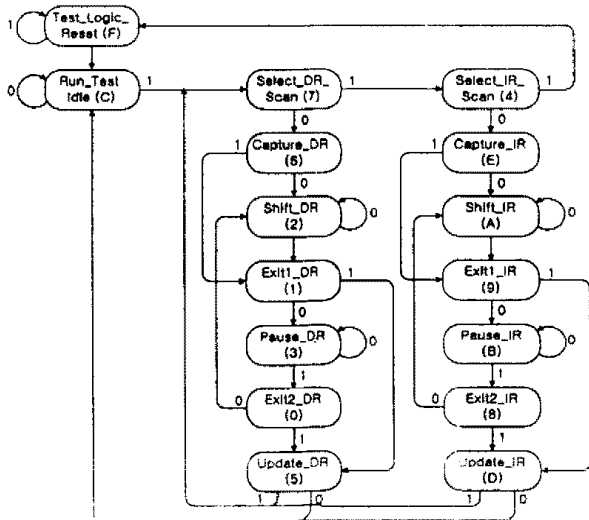 Test_Logic_
Reset (F)
1
Run_Test
Idle (C)
0
1
Select_DR_
Scan (7)
1
Select_IR_
Scan (4)
1
0
0
Capture_DR
(6)
1
0
Capture_IR
(E)
1
0
Shift_DR
(2)
0
Shift_IR
(A)
0
Exit1_DR
(1)
1
0
Exit1_IR
(9)
1
0
Pause_DR
(3)
0
1
Pause_IR
(B)
0
1
Exit2_DR
(0)
0
1
Exit2_IR
(8)
0
1
Update_DR
(5)
1
0
Update_IR
(D)
1
0